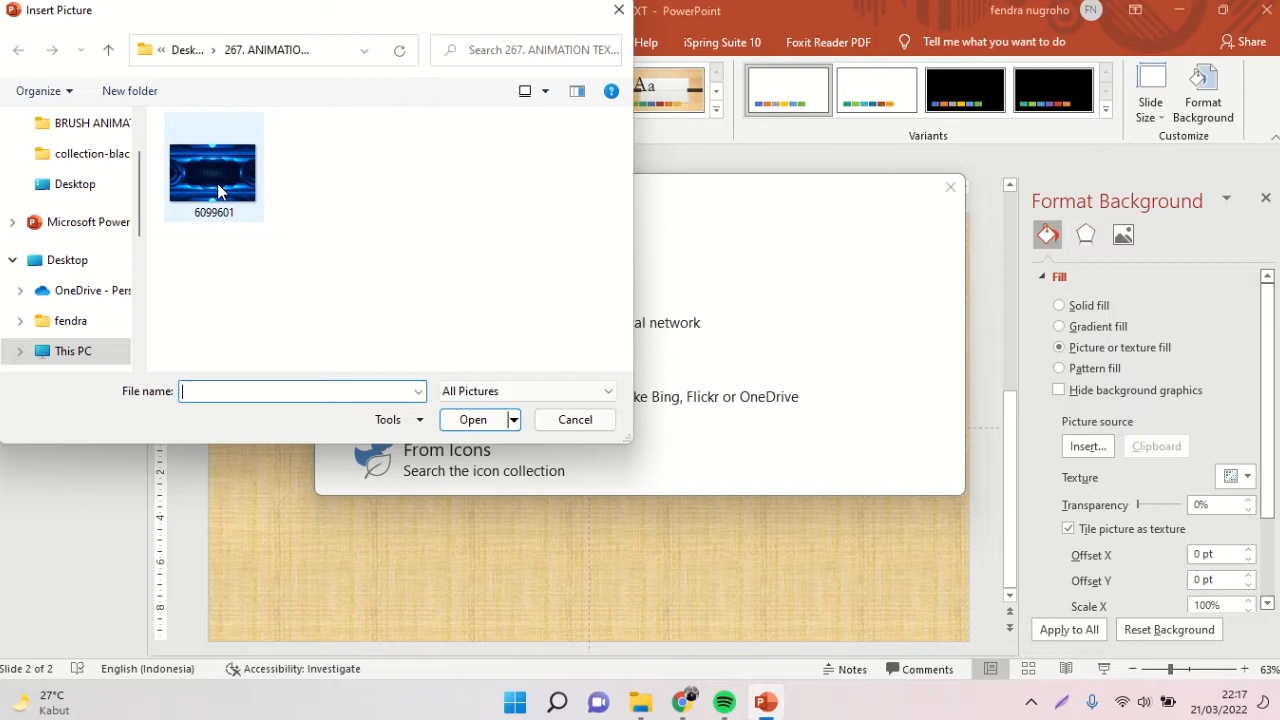 Insert Picture
XT - PowerPoint
fendra nugroho
FN
Desk...
267. ANIMATIO...
Search 267. ANIMATION TEX...
Help
iSpring Suite 10
Foxit Reader PDF
Tell me what you want to do
Share
Organize
New folder
BRUSH ANIMA
collection-blac
Desktop
Microsoft Power
Desktop
OneDrive - Pers
fendra
This PC
6099601
File name:
All Pictures
Tools
Open
Cancel
Aa
Variants
Slide
Size
Format
Background
Customize
al network
ke Bing, Flickr or OneDrive
From Icons
Search the icon collection
Format Background
Fill
Solid fill
Gradient fill
Picture or texture fill
Pattern fill
Hide background graphics
Picture source
Insert...
Clipboard
Texture
Transparency
0%
Tile picture as texture
Offset X
0 pt
Offset Y
0 pt
Scale X
100%
Apply to All
Reset Background
2
4
6
8
Slide 2 of 2
English (Indonesia)
Accessibility: Investigate
Notes
Comments
63%
27°C
Kabut
22:17
21/03/2022